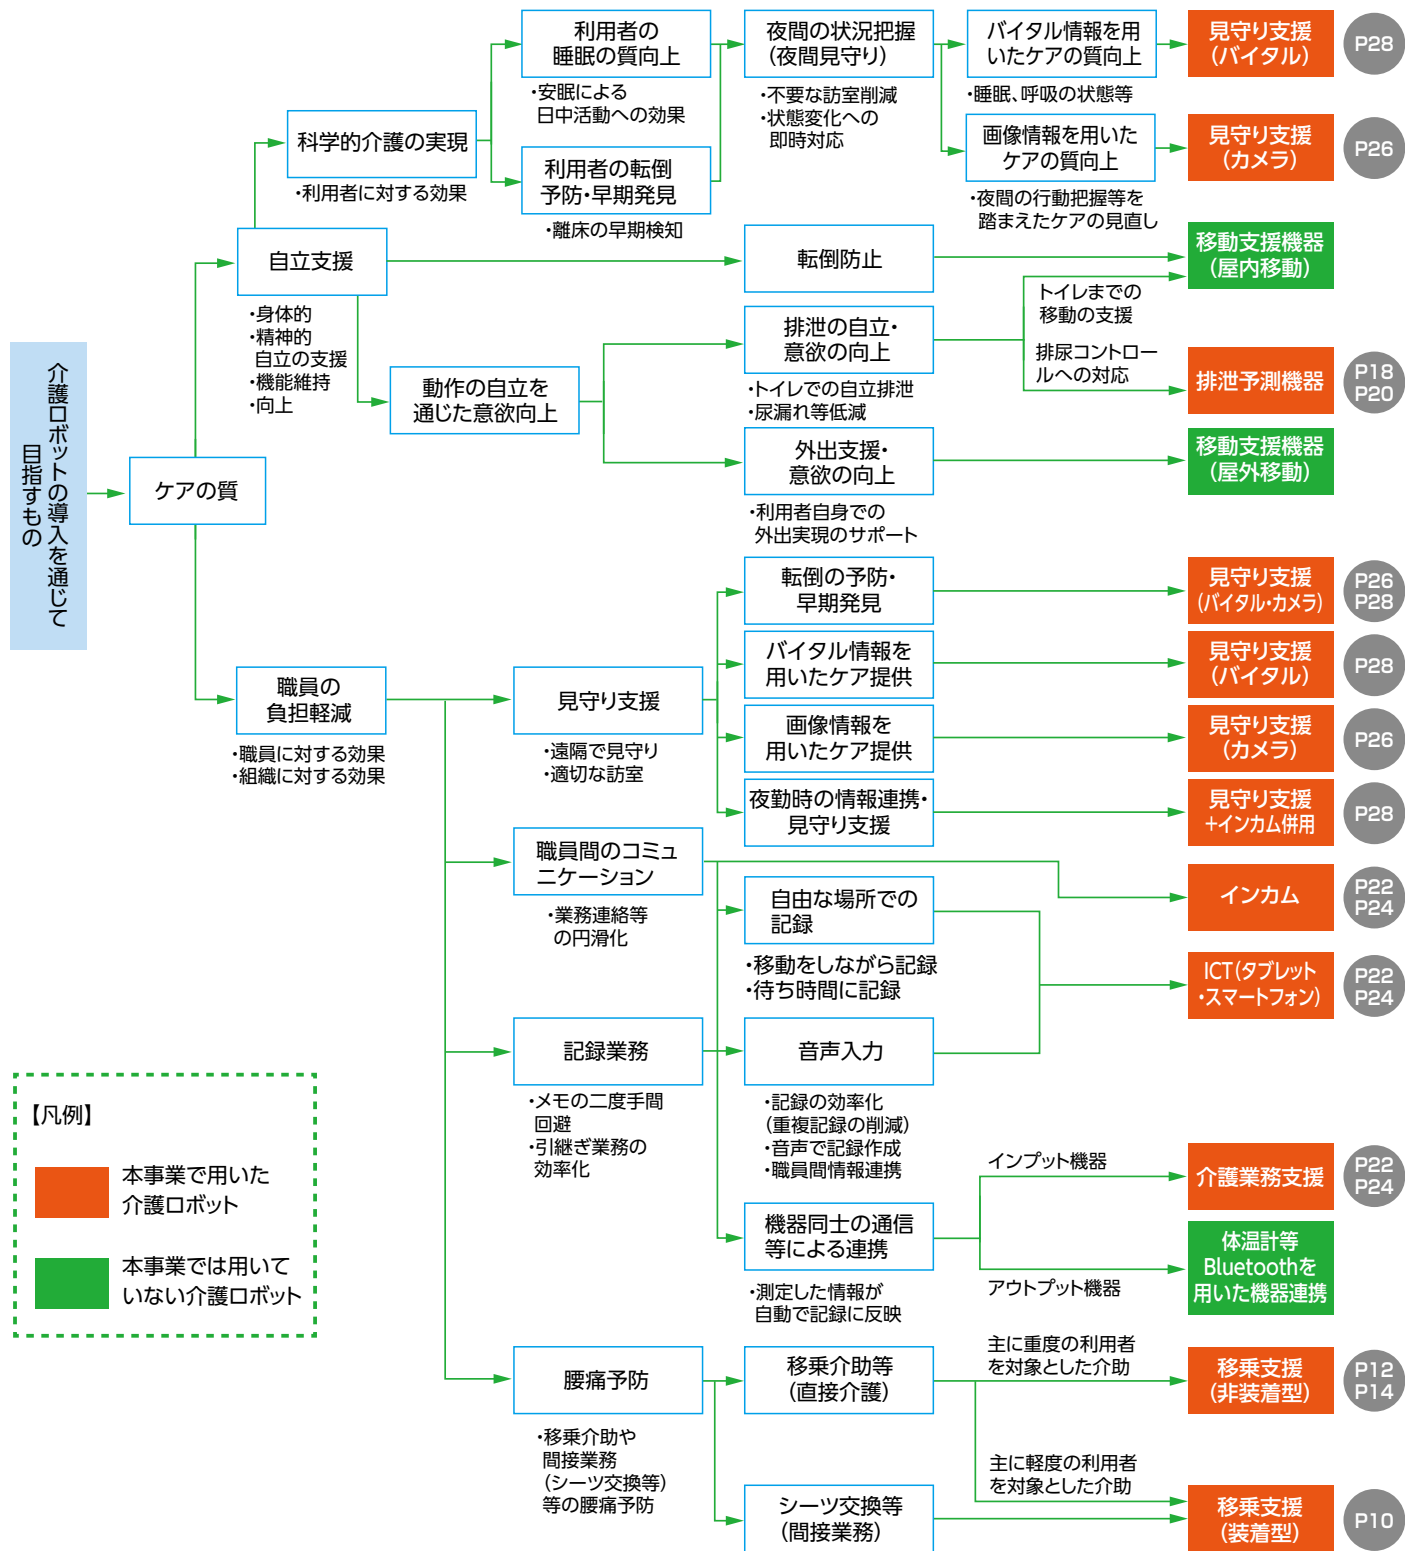 介護ロボットの導入を通じて
目指すもの
ケアの質
自立支援
・身体的
・精神的
自立の支援
・機能維持
・向上
科学的介護の実現
・利用者に対する効果
利用者の
睡眠の質向上
・安眠による
日中活動への効果
利用者の転倒
予防・早期発見
・離床の早期検知
夜間の状況把握
(夜間見守り)
・不要な訪室削減
・状態変化への
即時対応
バイタル情報を用
いたケアの質向上
・睡眠、呼吸の状態等
見守り支援
(バイタル)
P28
画像情報を用いた
ケアの質向上
・夜間の行動把握等を
踏まえたケアの見直し
見守り支援
(カメラ)
P26
転倒防止
移動支援機器
(屋内移動)
動作の自立を
通じた意欲向上
排泄の自立・
意欲の向上
・トイレでの自立排泄
・尿漏れ等低減
トイレまでの
移動の支援
排尿コントロー
ルへの対応
排泄予測機器
P18
P20
外出支援・
意欲の向上
・利用者自身での
外出実現のサポート
移動支援機器
(屋外移動)
職員の
負担軽減
・職員に対する効果
・組織に対する効果
見守り支援
・遠隔で見守り
・適切な訪室
転倒の予防・
早期発見
見守り支援
(バイタル・カメラ)
P26
P28
バイタル情報を
用いたケア提供
見守り支援
(バイタル)
P28
画像情報を
用いたケア提供
見守り支援
(カメラ)
P26
夜勤時の情報連携・
見守り支援
見守り支援
+インカム併用
P28
職員間のコミュ
ニケーション
・業務連絡等
の円滑化
インカム
P22
P24
自由な場所での
記録
・移動をしながら記録
・待ち時間に記録
ICT(タブレット
・スマートフォン)
P22
P24
記録業務
・メモの二度手間
回避
・引継ぎ業務の
効率化
音声入力
・記録の効率化
(重複記録の削減)
・音声で記録作成
・職員間情報連携
機器同士の通信
等による連携
・測定した情報が
自動で記録に反映
インプット機器
介護業務支援
P22
P24
アウトプット機器
体温計等
Bluetoothを
用いた機器連携
腰痛予防
・移乗介助や
間接業務
(シーツ交換等)
等の腰痛予防
移乗介助等
(直接介護)
主に重度の利用者
を対象とした介助
移乗支援
(非装着型)
P12
P14
主に軽度の利用者
を対象とした介助
シーツ交換等
(間接業務)
移乗支援
(装着型)
P10
【凡例】
本事業で用いた
介護ロボット
本事業では用いて
いない介護ロボット